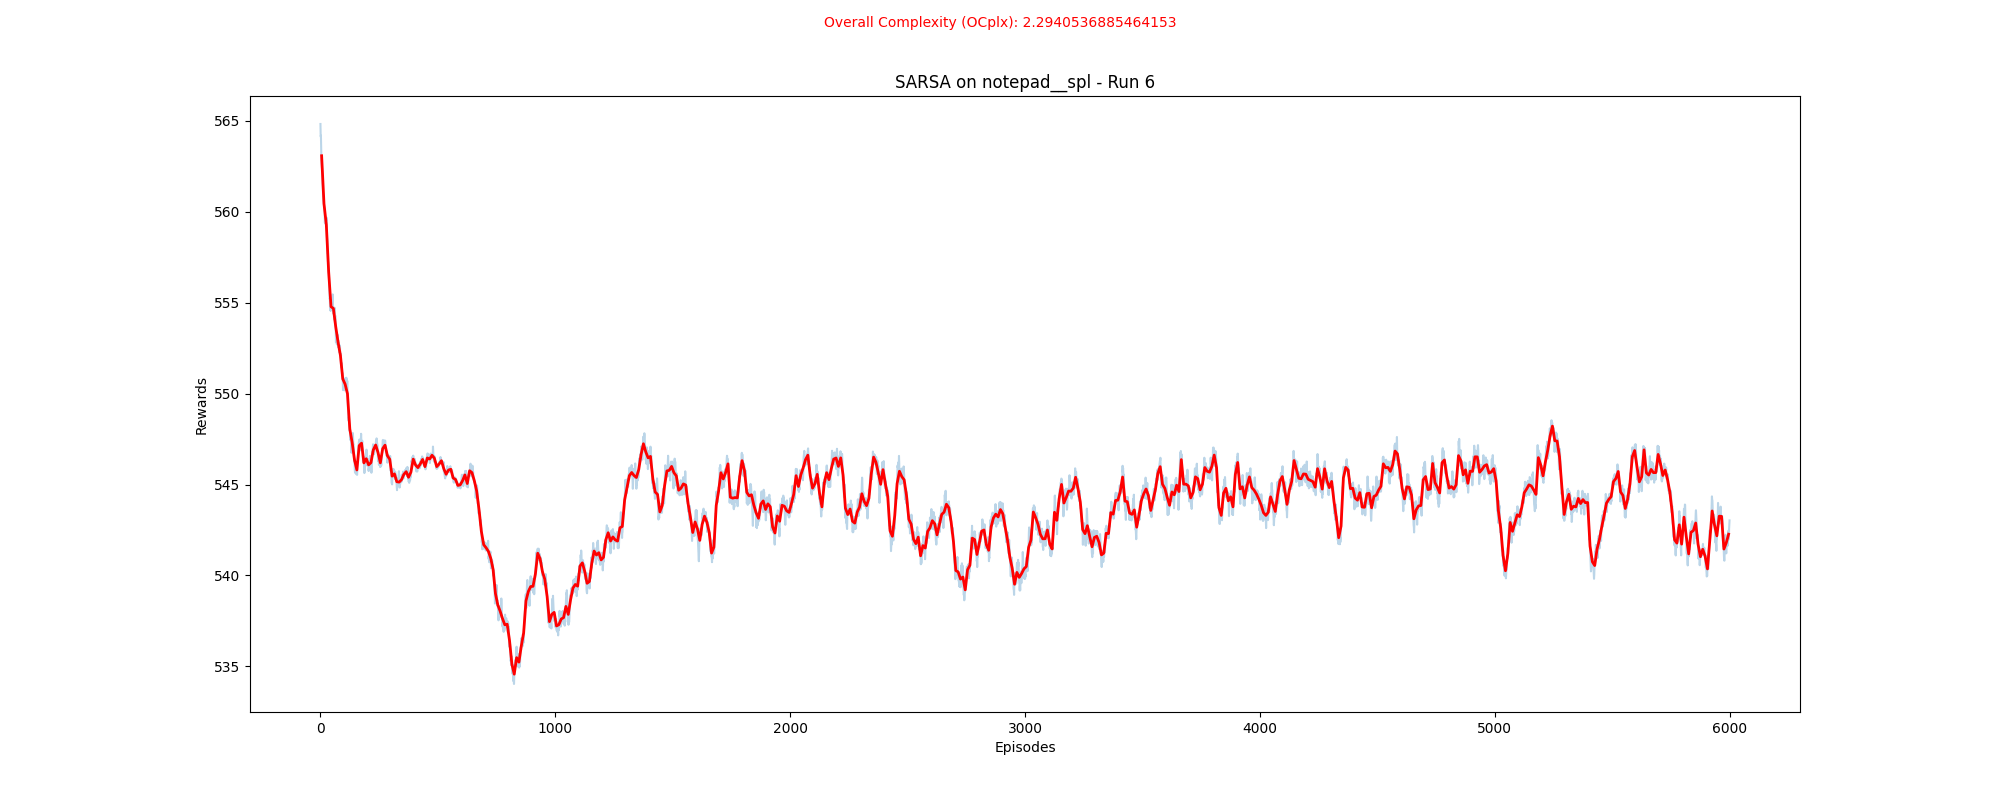 Overall Complexity (OCplx): 2.2940536885464153
SARSA on notepad__spl - Run 6
565
560
555
550
545
540
535
Rewards
0 1000 2000 3000 4000 5000 6000
Episodes